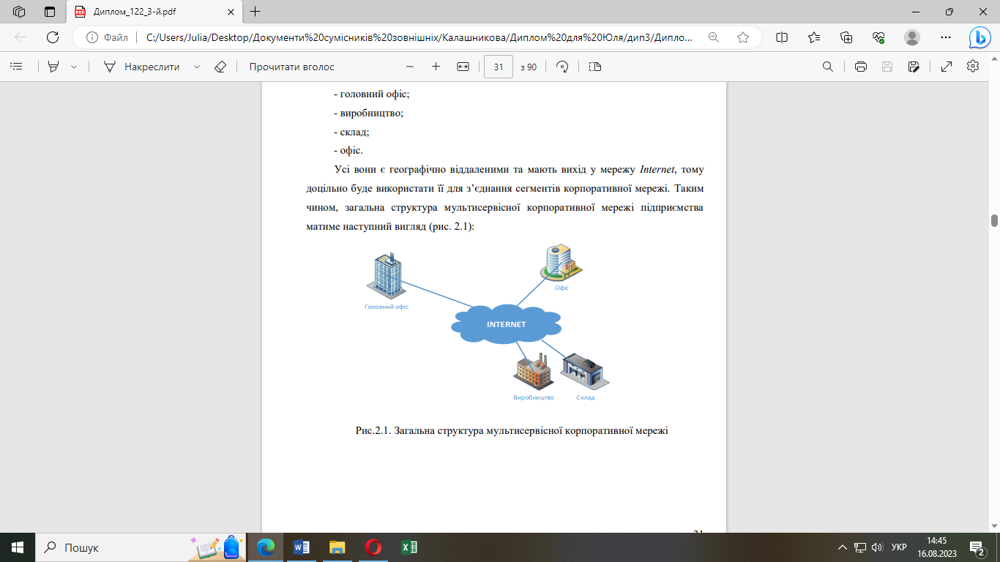 Диплом_122_3-й.pdf
Файл
C:/Users/Julia/Desktop/Документи%20сумісників%20зовнішніх/Калашникова/Диплом%20для%20Юля/дип3/Дипло...
Накреслити
Прочитати вголос
31
з 90
- головний офіс;
- виробництво;
- склад;
- офіс.
Усі вони є географічно віддаленими та мають вихід у мережу Internet, тому
доцільно буде використати її для з’єднання сегментів корпоративної мережі. Таким
чином, загальна структура мультисервісної корпоративної мережі підприємства
матиме наступний вигляд (рис. 2.1):
Офіс
Головний офіс
INTERNET
Виробництво
Склад
Рис.2.1. Загальна структура мультисервісної корпоративної мережі
Пошук
УКР
14:45
16.08.2023
2